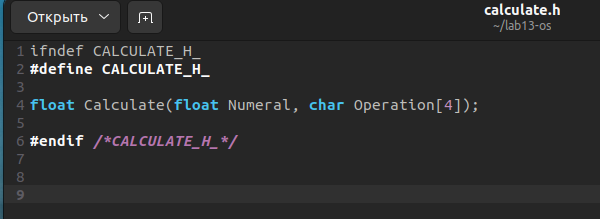 Открыть
calculate.h
~/lab13-os
1 ifndef CALCULATE_H_
2 #define CALCULATE_H_
3
4 float Calculate(float Numeral, char Operation[4]);
5
6 #endif /*CALCULATE_H_*/
7
8
9